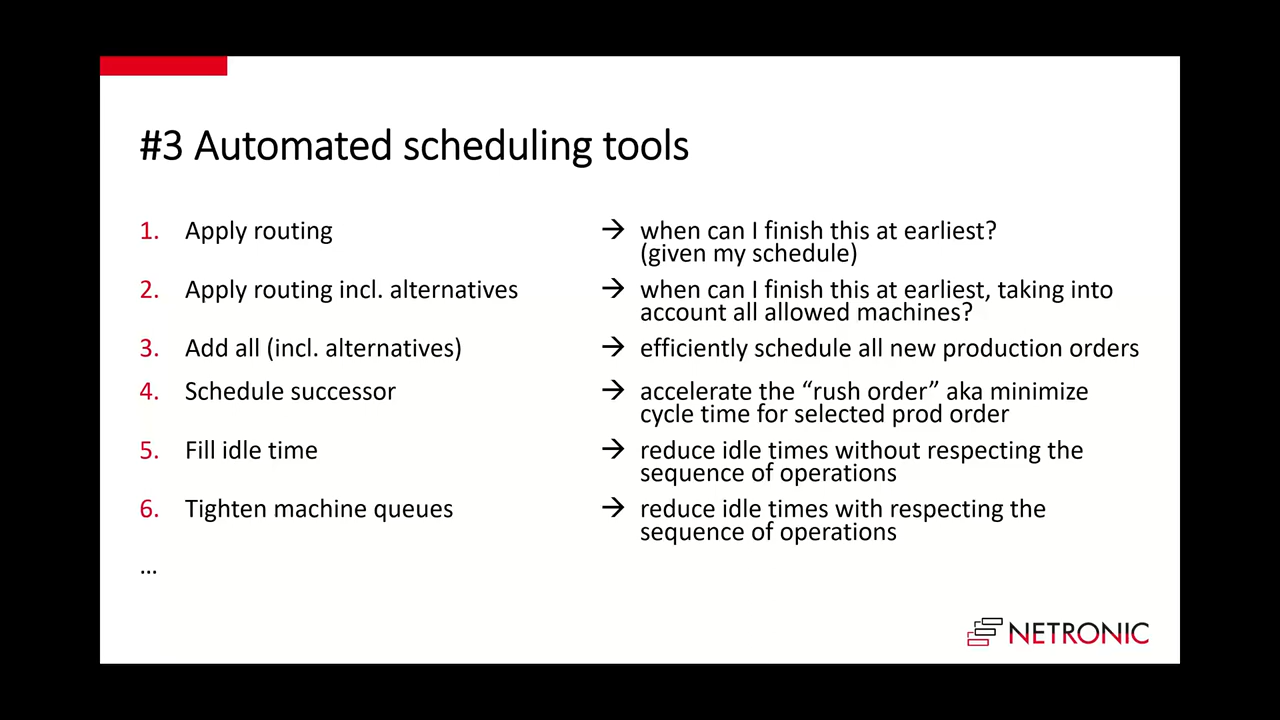 #3 Automated scheduling tools
1. Apply routing → when can I finish this at earliest?
(given my schedule)
2. Apply routing incl. alternatives → when can I finish this at earliest, taking into
account all allowed machines?
3. Add all (incl. alternatives) → efficiently schedule all new production orders
4. Schedule successor → accelerate the “rush order” aka minimize
cycle time for selected prod order
5. Fill idle time → reduce idle times without respecting the
sequence of operations
6. Tighten machine queues → reduce idle times with respecting the
sequence of operations
…
NETRONIC